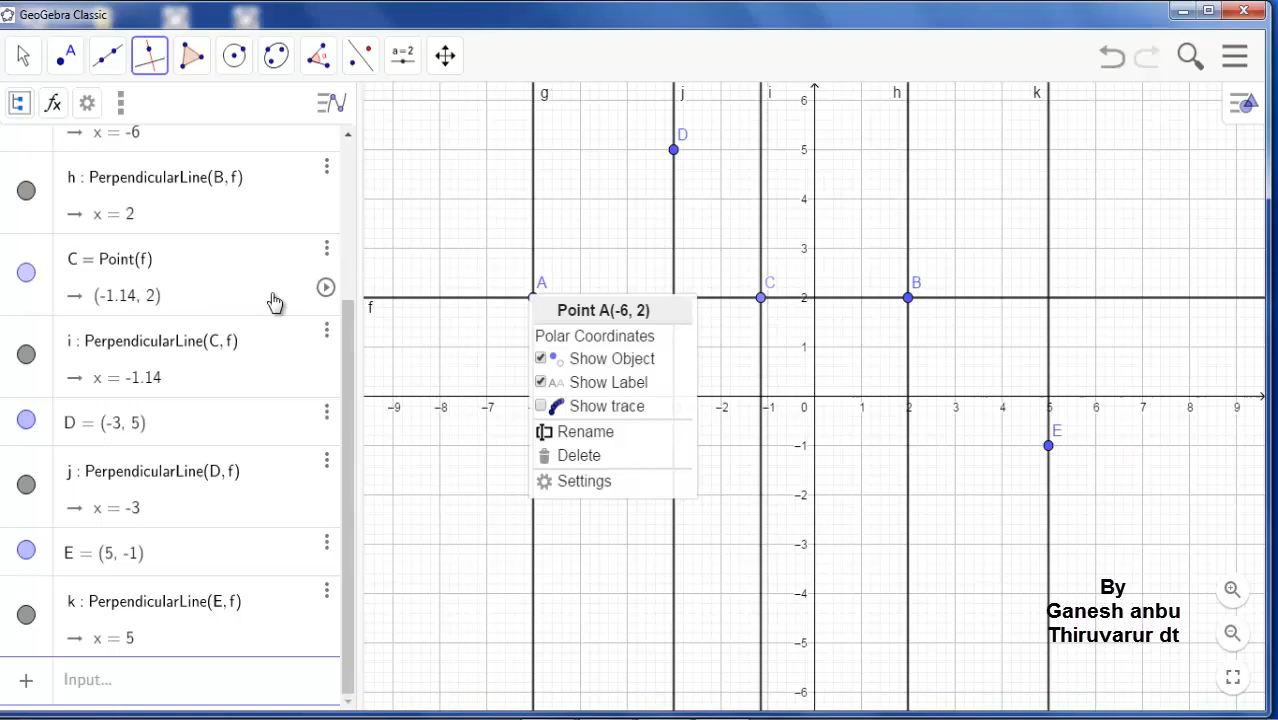 GeoGebra Classic
A
a=2
α
fx
→ x = -6
h : PerpendicularLine(B, f)
→ x = 2
C = Point(f)
→ (-1.14, 2)
i : PerpendicularLine(C, f)
→ x = -1.14
D = (-3, 5)
j : PerpendicularLine(D, f)
→ x = -3
E = (5, -1)
k : PerpendicularLine(E, f)
→ x = 5
+ Input...
g j i h k
6
D
5
4
3
A C B
f 2
Point A(-6, 2)
Polar Coordinates
Show Object
AA Show Label
Show trace
Rename
Delete
Settings
1
-9 -8 -7 -2 -1 0 1 2 3 4 5 6 7 8 9
E
-1
-2
-3
-4
-5
-6
By
Ganesh anbu
Thiruvarur dt